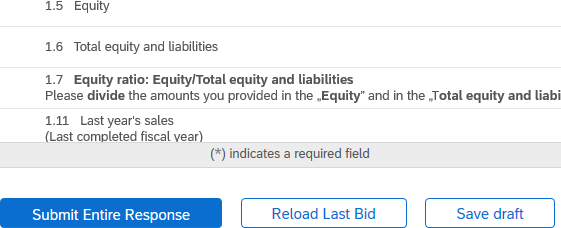 1.5 Equity
1.6 Total equity and liabilities
1.7 Equity ratio: Equity/Total equity and liabilities
Please divide the amounts you provided in the „Equity" and in the „Total equity and liabi
1.11 Last year's sales
(Last completed fiscal year)
(*) indicates a required field
Submit Entire Response
Reload Last Bid
Save draft